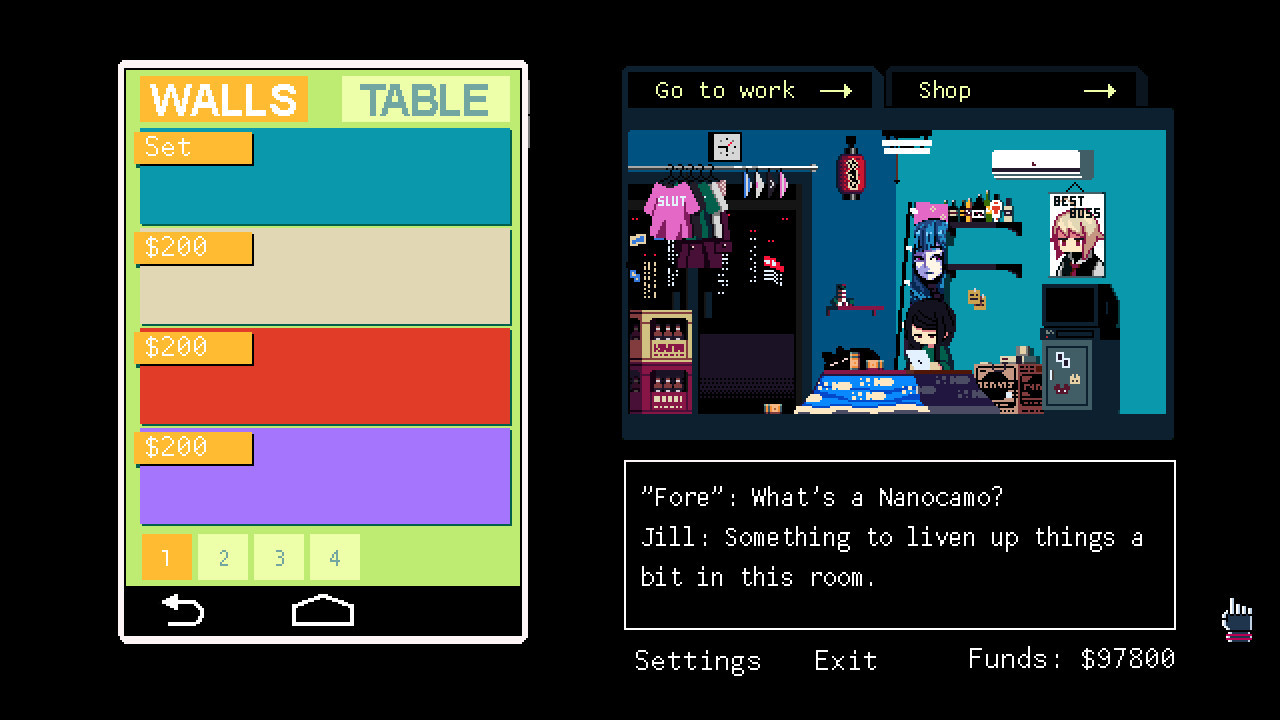 WALLS
TABLE
Set
$200
$200
$200
1
2
3
4
Go to work
Shop
SLUT
BEST
BOSS
"Fore": What's a Nanocamo?
Jill: Something to liven up things a
bit in this room.
Settings
Exit
Funds: $97800